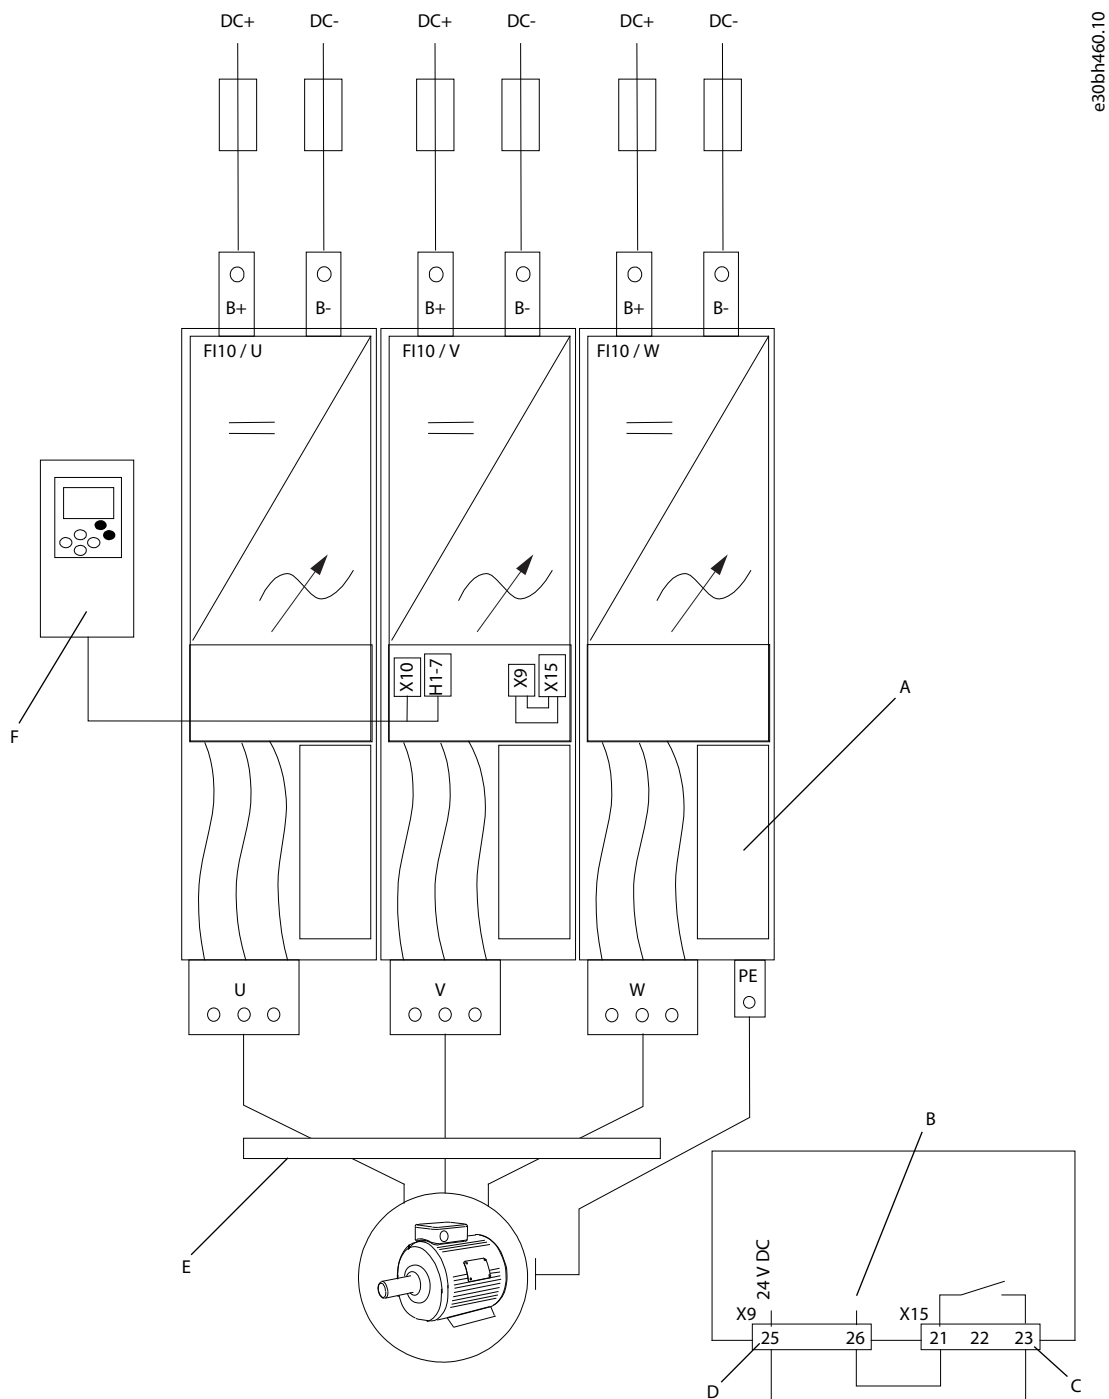 DC+ DC- DC+ DC- DC+ DC-
e30bh460.10
B+ B- B+ B- B+ B-
FI10 / U FI10 / V FI10 / W
X10 H1-7 X9 X15
A
F
U V W PE
B
E
24 V DC
X9 X15
25 26 21 22 23
D C